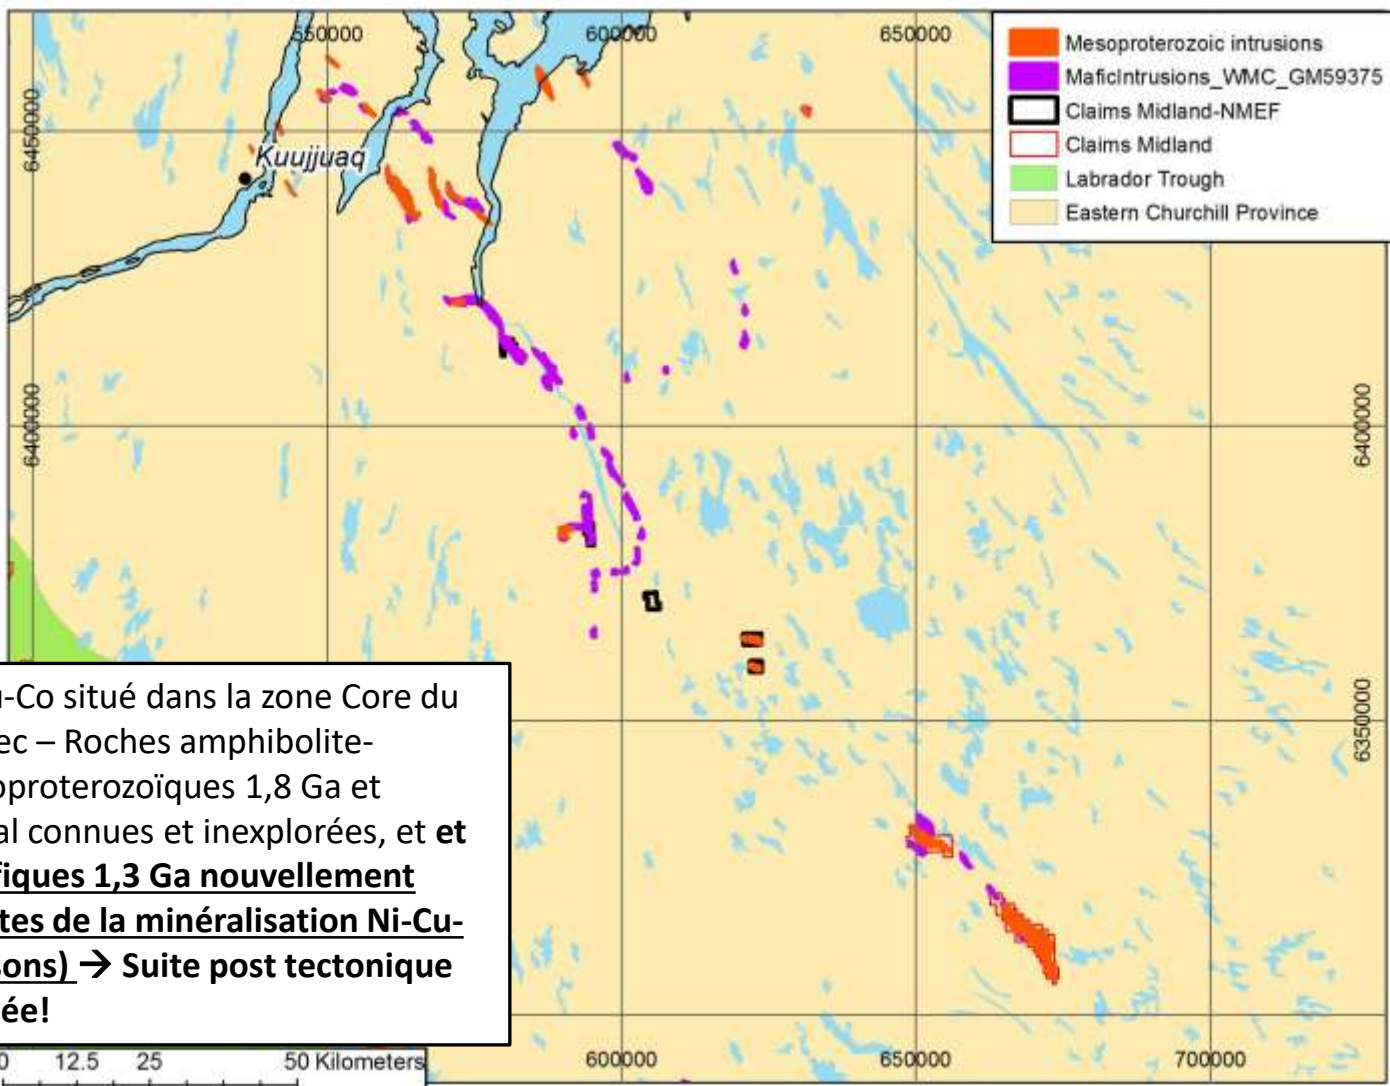 550000
600000
650000
Mesoproterozoic intrusions
MaficIntrusions_WMC_GM59375
Claims Midland-NMEF
Claims Midland
Labrador Trough
Eastern Churchill Province
6450000
Kuujjuaq
6400000
6400000
1
6350000
u-Co situé dans la zone Core du
ec – Roches amphibolite-
oproterozoïques 1,8 Ga et
al connues et inexplorées, et et
fiques 1,3 Ga nouvellement
tes de la minéralisation Ni-Cu-
sons) → Suite post tectonique
ée!
0 12.5 25 50 Kilometers
600000
650000
700000